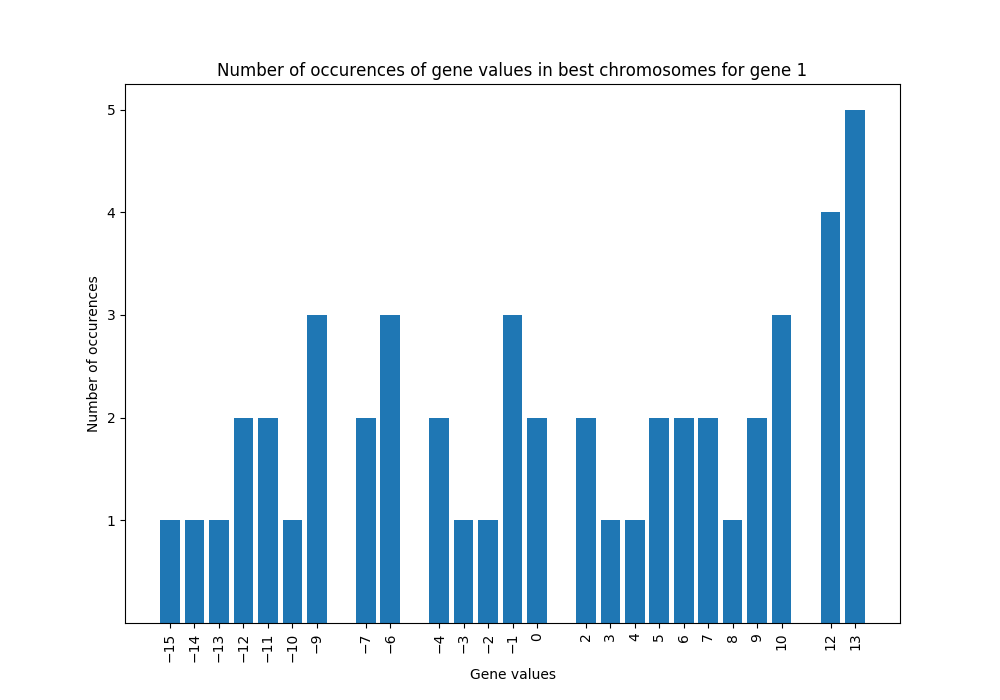 Number of occurences of gene values in best chromosomes for gene 1
5
4
3
2
1
Number of occurences
−15 −14 −13 −12 −11 −10 −9 −7 −6 −4 −3 −2 −1 0 2 3 4 5 6 7 8 9 10 12 13
Gene values